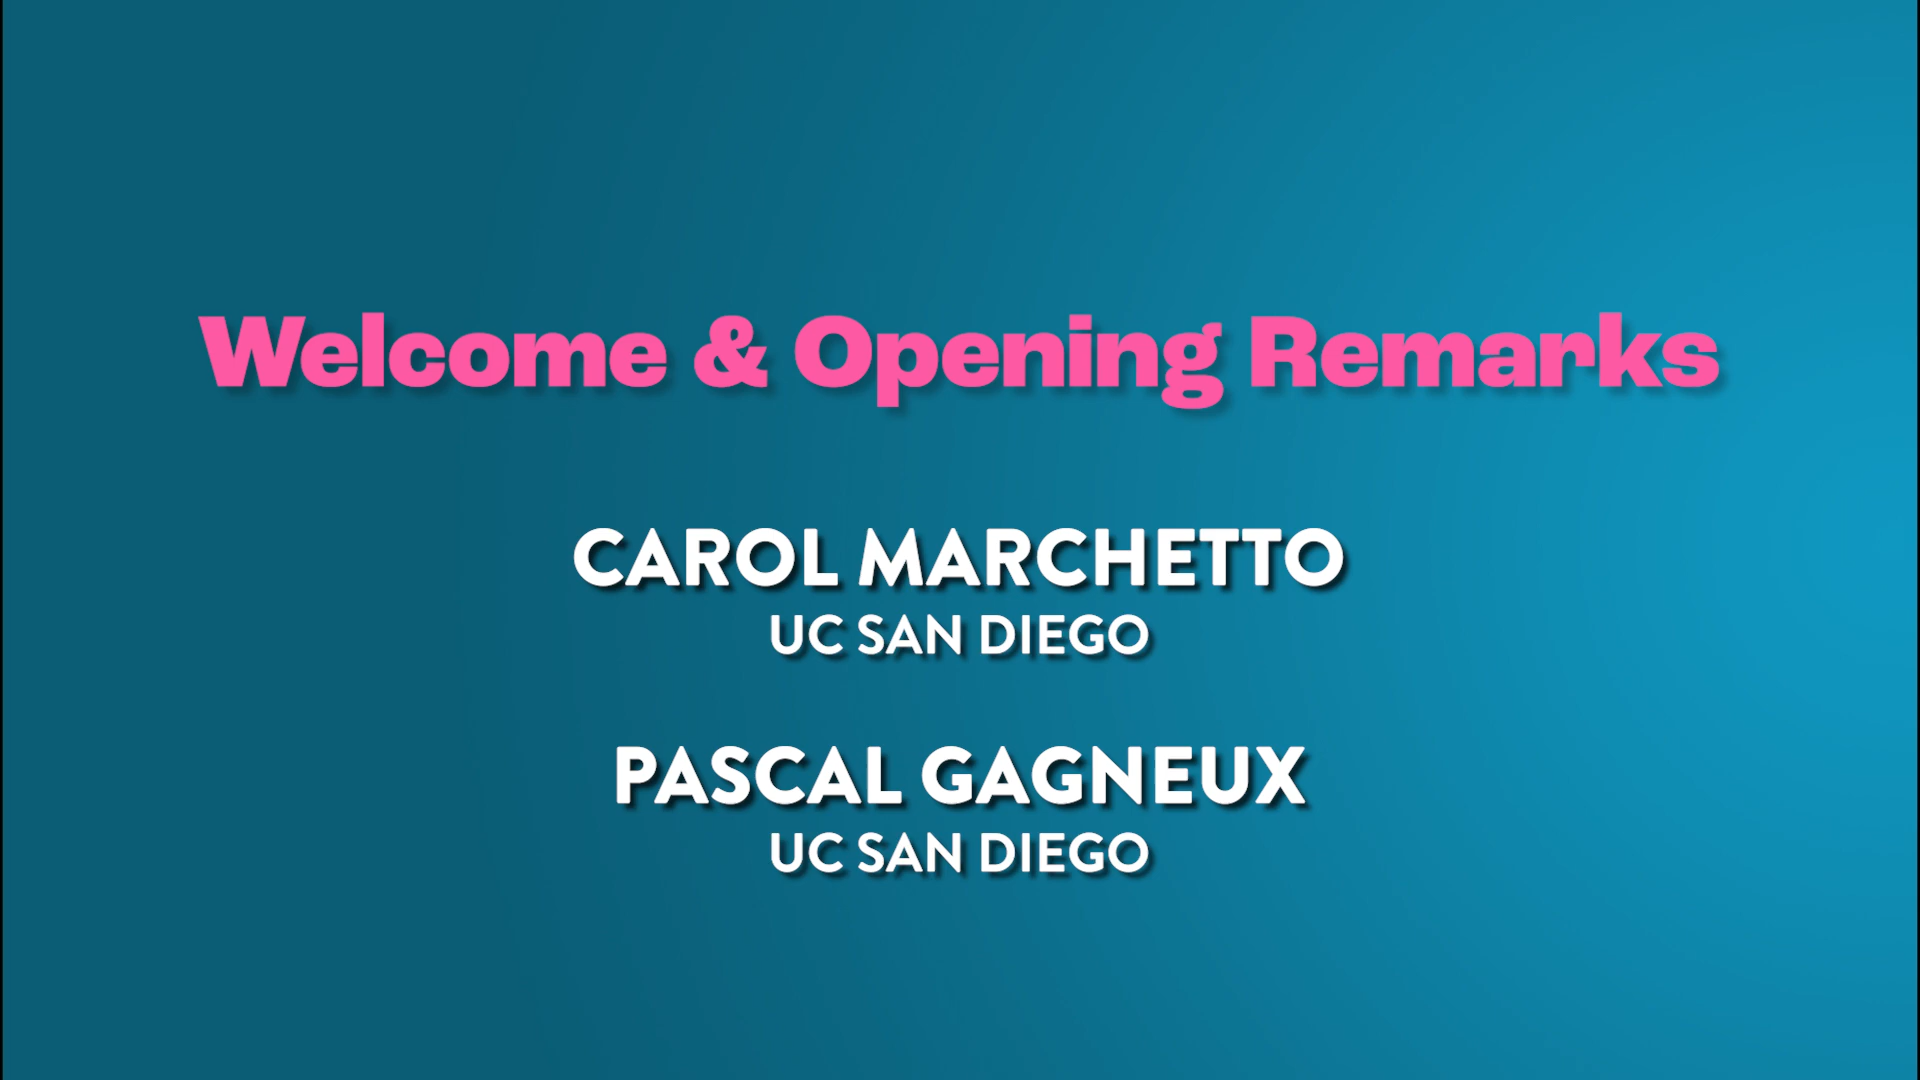 Welcome & Opening Remarks
CAROL MARCHETTO
UC SAN DIEGO
PASCAL GAGNEUX
UC SAN DIEGO